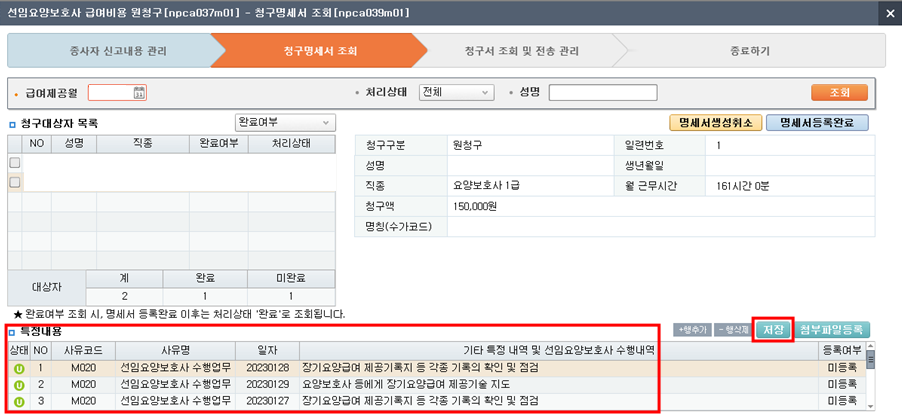 선임요양보호사 급여비용 원청구[npca037m01] - 청구명세서 조회[npca039m01]
종사자 신고내용 관리
청구명세서 조회
청구서 조회 및 전송 관리
종료하기
급여제공월
처리상태 전체
성명
조회
청구대상자 목록
완료여부
명세서생성취소
명세서등록완료
NO 성명 직종 완료여부 처리상태
청구구분 원청구 일련번호 1
성명 생년월일
직종 요양보호사 1급 월 근무시간 161시간 0분
청구액 150,000원
명칭(수가코드)
대상자 계 완료 미완료
2 1 1
★ 완료여부 조회 시, 명세서 등록완료 이후는 처리상태 '완료'로 조회됩니다.
특정내용
+행추가 -행삭제 저장 첨부파일등록
상태 NO 사유코드 사유명 일자 기타 특정 내역 및 선임요양보호사 수행내역 등록여부
U 1 M020 선임요양보호사 수행업무 20230128 장기요양급여 제공기록지 등 각종 기록의 확인 및 점검 미등록
U 2 M020 선임요양보호사 수행업무 20230129 요양보호사 등에게 장기요양급여 제공기술 지도 미등록
U 3 M020 선임요양보호사 수행업무 20230127 장기요양급여 제공기록지 등 각종 기록의 확인 및 점검 미등록